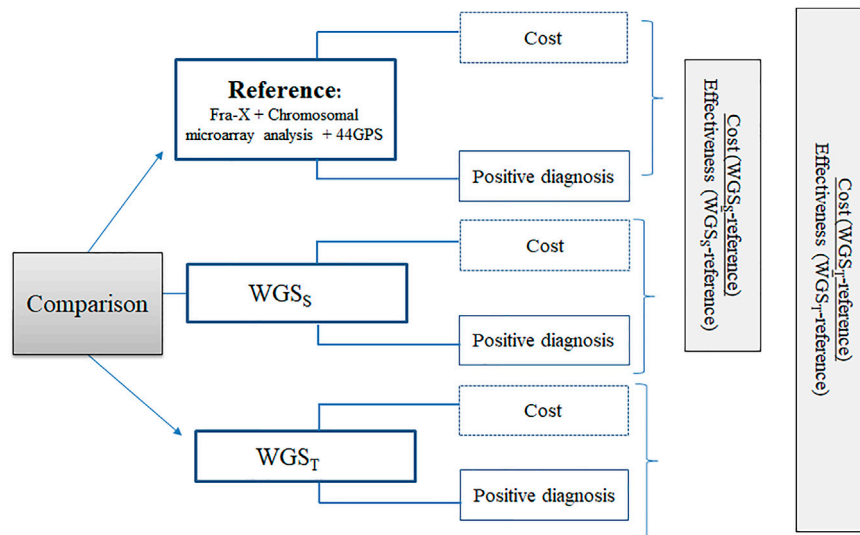 Cost
Reference:
Fra-X + Chromosomal
microarray analysis + 44GPS
Positive diagnosis
Cost
Comparison
WGSS
Positive diagnosis
Cost
WGST
Positive diagnosis
Cost (WGSS-reference)
Effectiveness (WGSS-reference)
Cost (WGST-reference)
Effectiveness (WGST-reference)